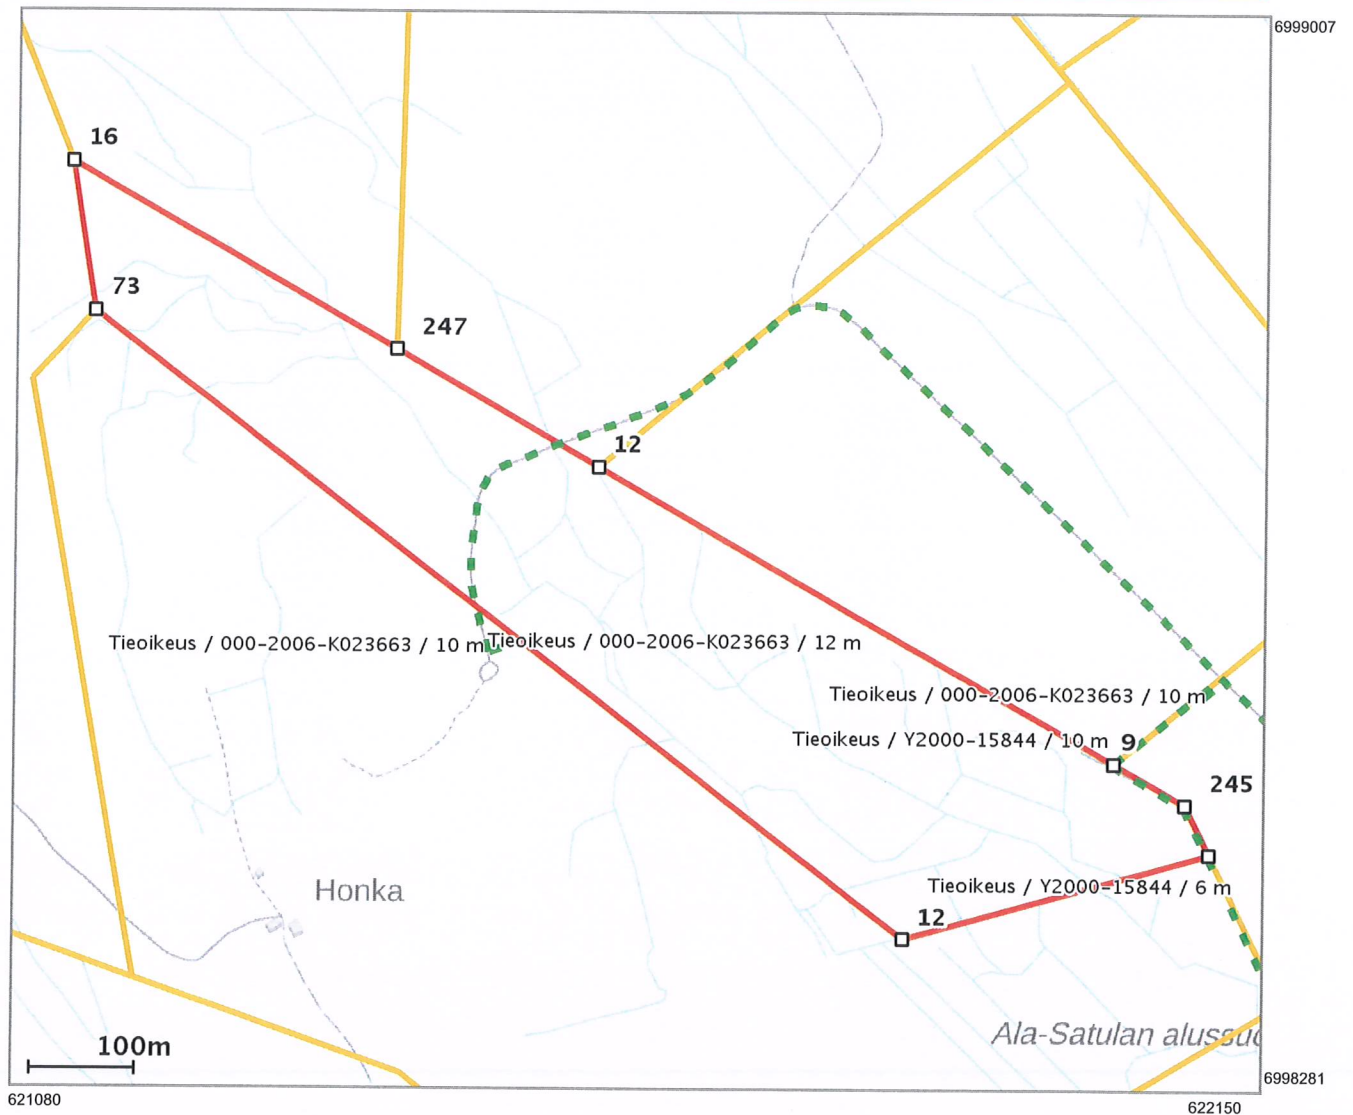 6999007
16
73
247
12
Tieoikeus / 000-2006-K023663 / 10 m
Tieoikeus / 000-2006-K023663 / 12 m
Tieoikeus / 000-2006-K023663 / 10 m
Tieoikeus / Y2000-15844 / 10 m
9
245
Tieoikeus / Y2000-15844 / 6 m
Honka
12
Ala-Satulan alussuo
100m
6998281
621080
622150